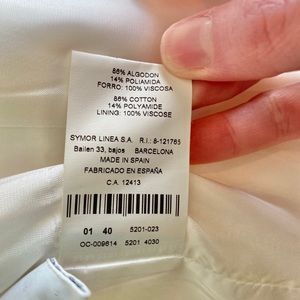 86% ALGODON
14% POLIAMIDA
FORRO: 100% VISCOSA
86% COTTON
14% POLYAMIDE
LINING: 100% VISCOSE
SYMOR LINEA S.A. R.I.: 8-121765
Bailen 33, bajos BARCELONA
MADE IN SPAIN
FABRICADO EN ESPAÑA
C.A. 12413
01 40 5201-023
OC-009614 5201 4030